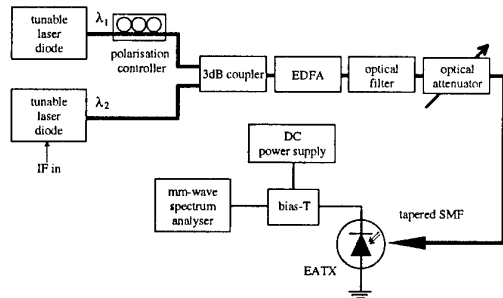 tunable
laser
diode
λ1
polarisation
controller
tunable
laser
diode
λ2
IF in
3dB coupler
EDFA
optical
filter
optical
attenuator
DC
power supply
mm-wave
spectrum
analyser
bias-T
tapered SMF
EATX